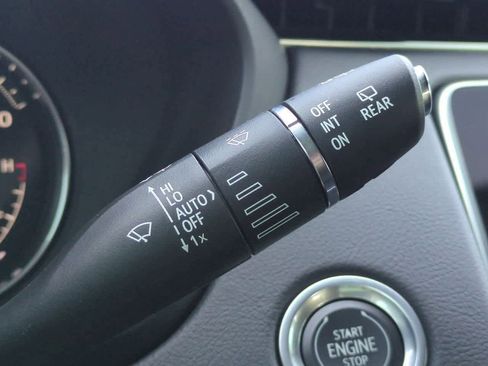 HI
LO
AUTO >
OFF
1x
OFF
INT
ON
REAR
START
ENGINE
STOP
H